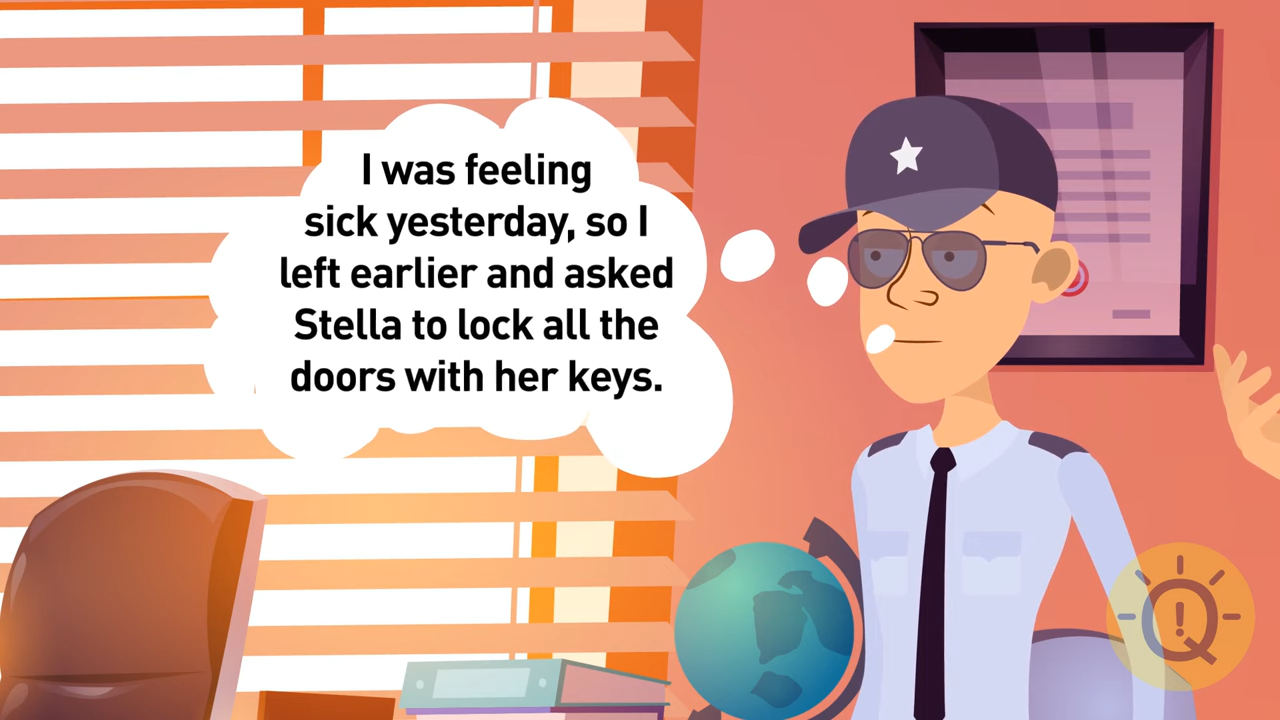 I was feeling
sick yesterday, so I
left earlier and asked
Stella to lock all the
doors with her keys.
Q!